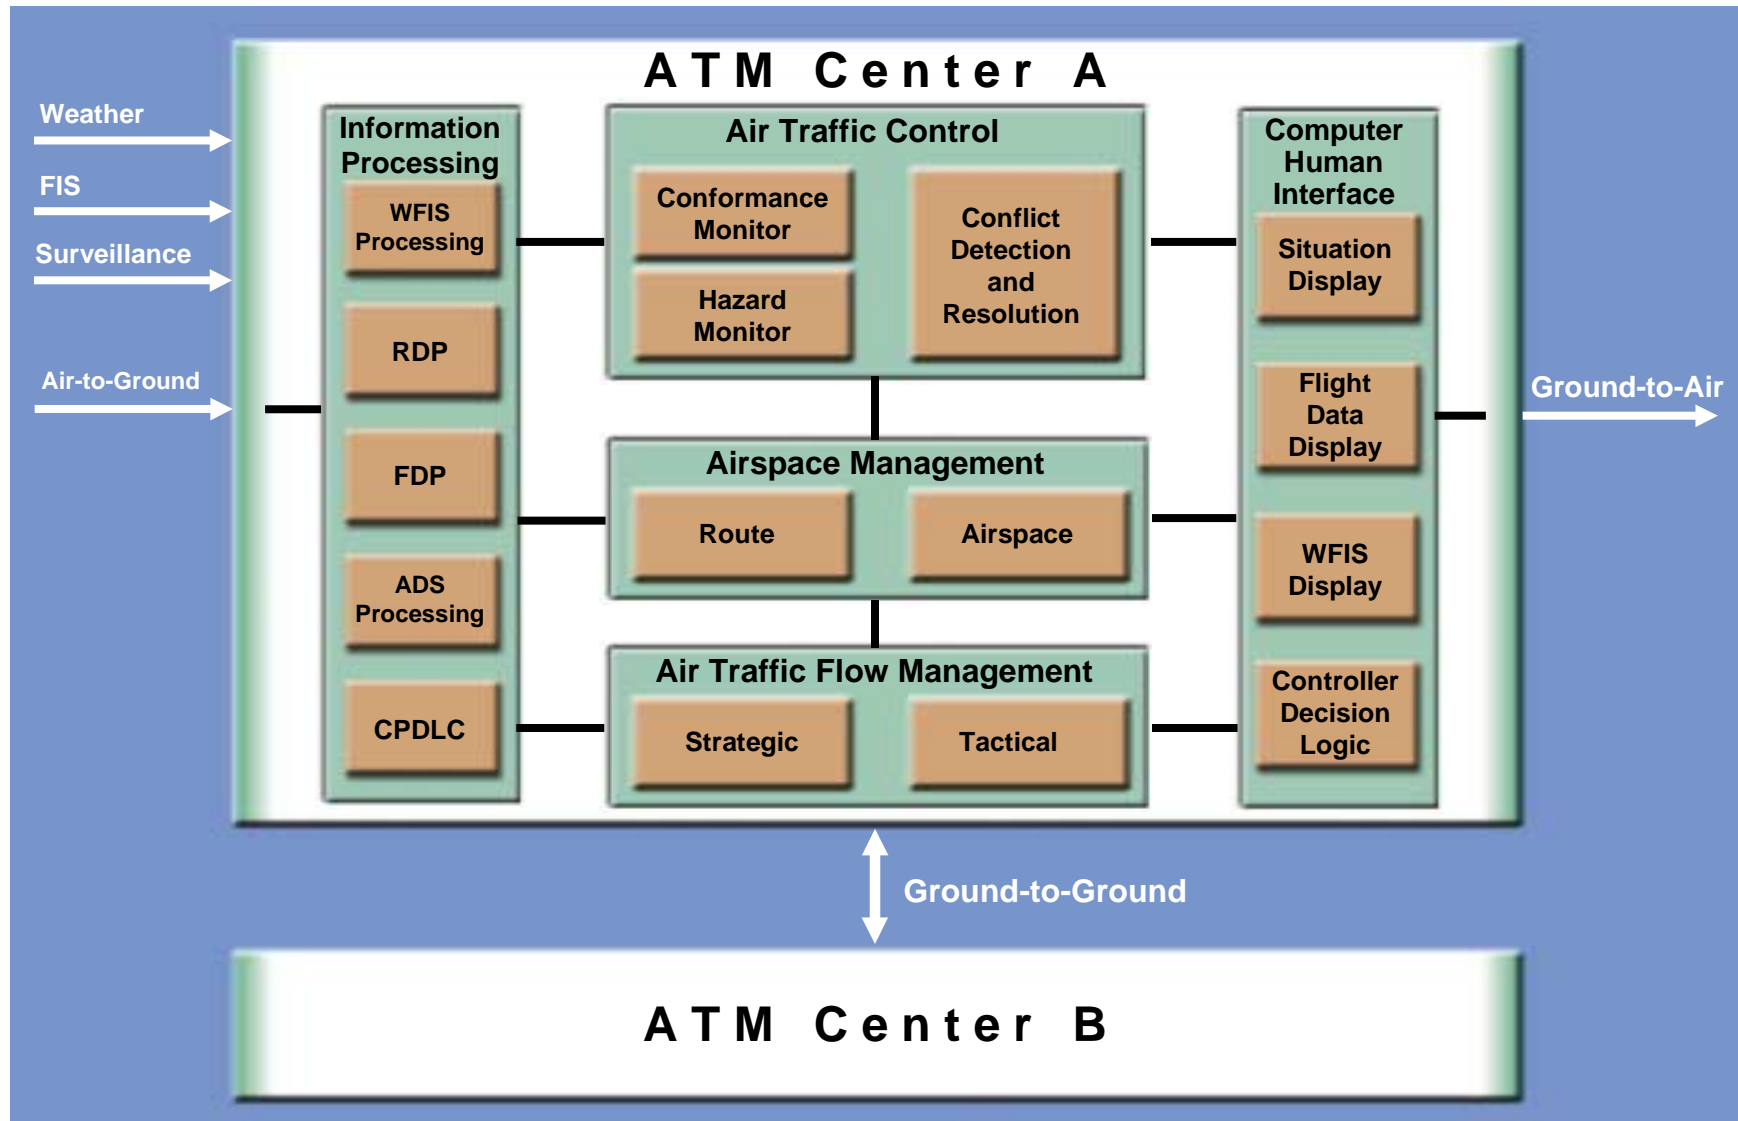 ATM Center A
Weather
FIS
Surveillance
Air-to-Ground
Information
Processing
WFIS
Processing
RDP
FDP
ADS
Processing
CPDLC
Air Traffic Control
Conformance
Monitor
Hazard
Monitor
Conflict
Detection
and
Resolution
Airspace Management
Route
Airspace
Air Traffic Flow Management
Strategic
Tactical
Computer
Human
Interface
Situation
Display
Flight
Data
Display
WFIS
Display
Controller
Decision
Logic
Ground-to-Air
Ground-to-Ground
ATM Center B